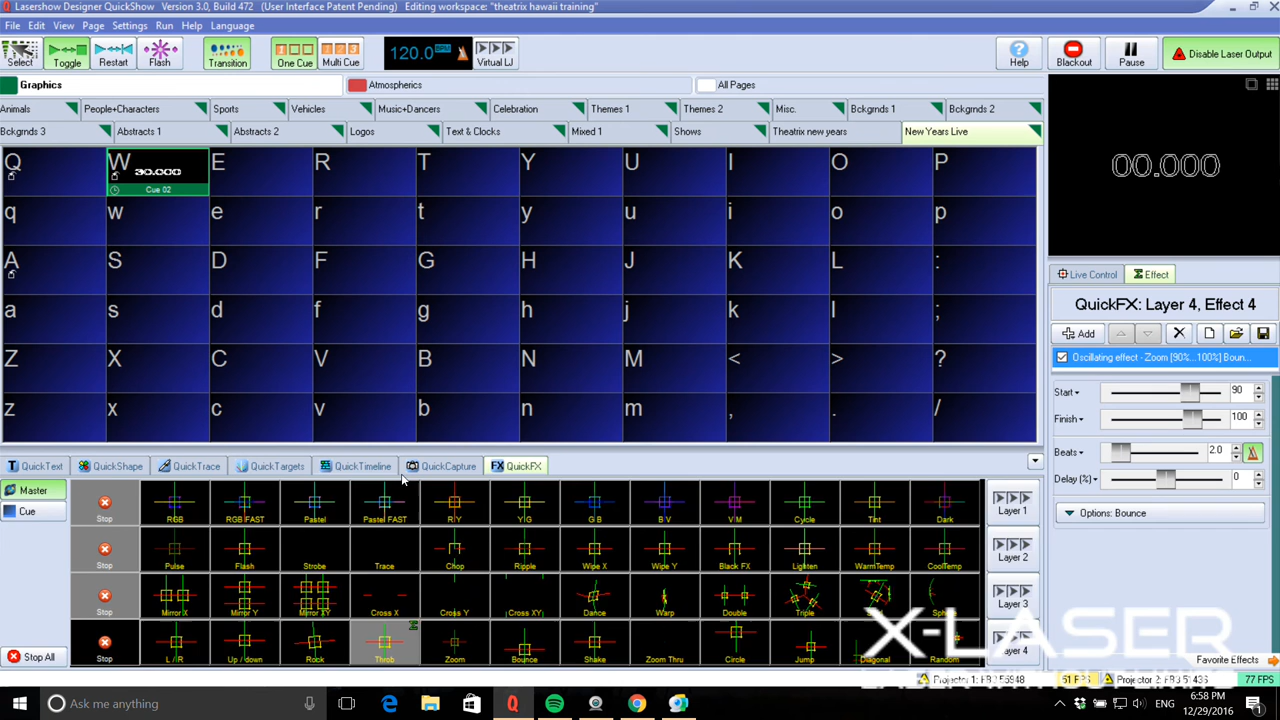 Lasershow Designer QuickShow Version 3.0, Build 472 (User Interface Patent Pending) Editing workspace: "theatrix hawaii training"
File Edit View Page Settings Run Help Language
Select Toggle Restart Flash Transition One Cue Multi Cue 120.0 BPM Virtual LJ Help Blackout Pause Disable Laser Output
Graphics Atmospherics All Pages
Animals People+Characters Sports Vehicles Music+Dancers Celebration Themes 1 Themes 2 Misc. Bckgrnds 1 Bckgrnds 2
Bckgrnds 3 Abstracts 1 Abstracts 2 Logos Text & Clocks Mixed 1 Shows Theatrix new years New Years Live
Q W E R T Y U I O P
30.000
Cue 02
00.000
q w e r t y u i o p
A S D F G H J K L :
a s d f g h j k l ;
Z X C V B N M < > ?
z x c v b n m , . /
Live Control Effect
QuickFX: Layer 4, Effect 4
Add
Oscillating effect - Zoom [90%...100%] Boun...
Start 90
Finish 100
Beats 2.0
Delay (%) 0
Options: Bounce
QuickText QuickShape QuickTrace QuickTargets QuickTimeline QuickCapture FX QuickFX
Master
Cue
Stop RGB RGB FAST Pastel Pastel FAST R Y Y G G B B V V M Cycle Tint Dark
Layer 1
Stop Pulse Flash Strobe Trace Chop Ripple Wipe X Wipe Y Black FX Lighten WarmTemp CoolTemp
Layer 2
Stop Mirror X Mirror Y Mirror XY Cross X Cross Y Cross XY Dance Warp Double Triple
Layer 3
Stop L / R Up / down Rock Throb Zoom Bounce Shake Zoom Thru Circle Jump Diagonal Random
Layer 4
Stop All
X-LASER
Favorite Effects
Projector 1: 51 FPS Projector 2: 77 FPS
Ask me anything
ENG
6:58 PM
12/29/2016